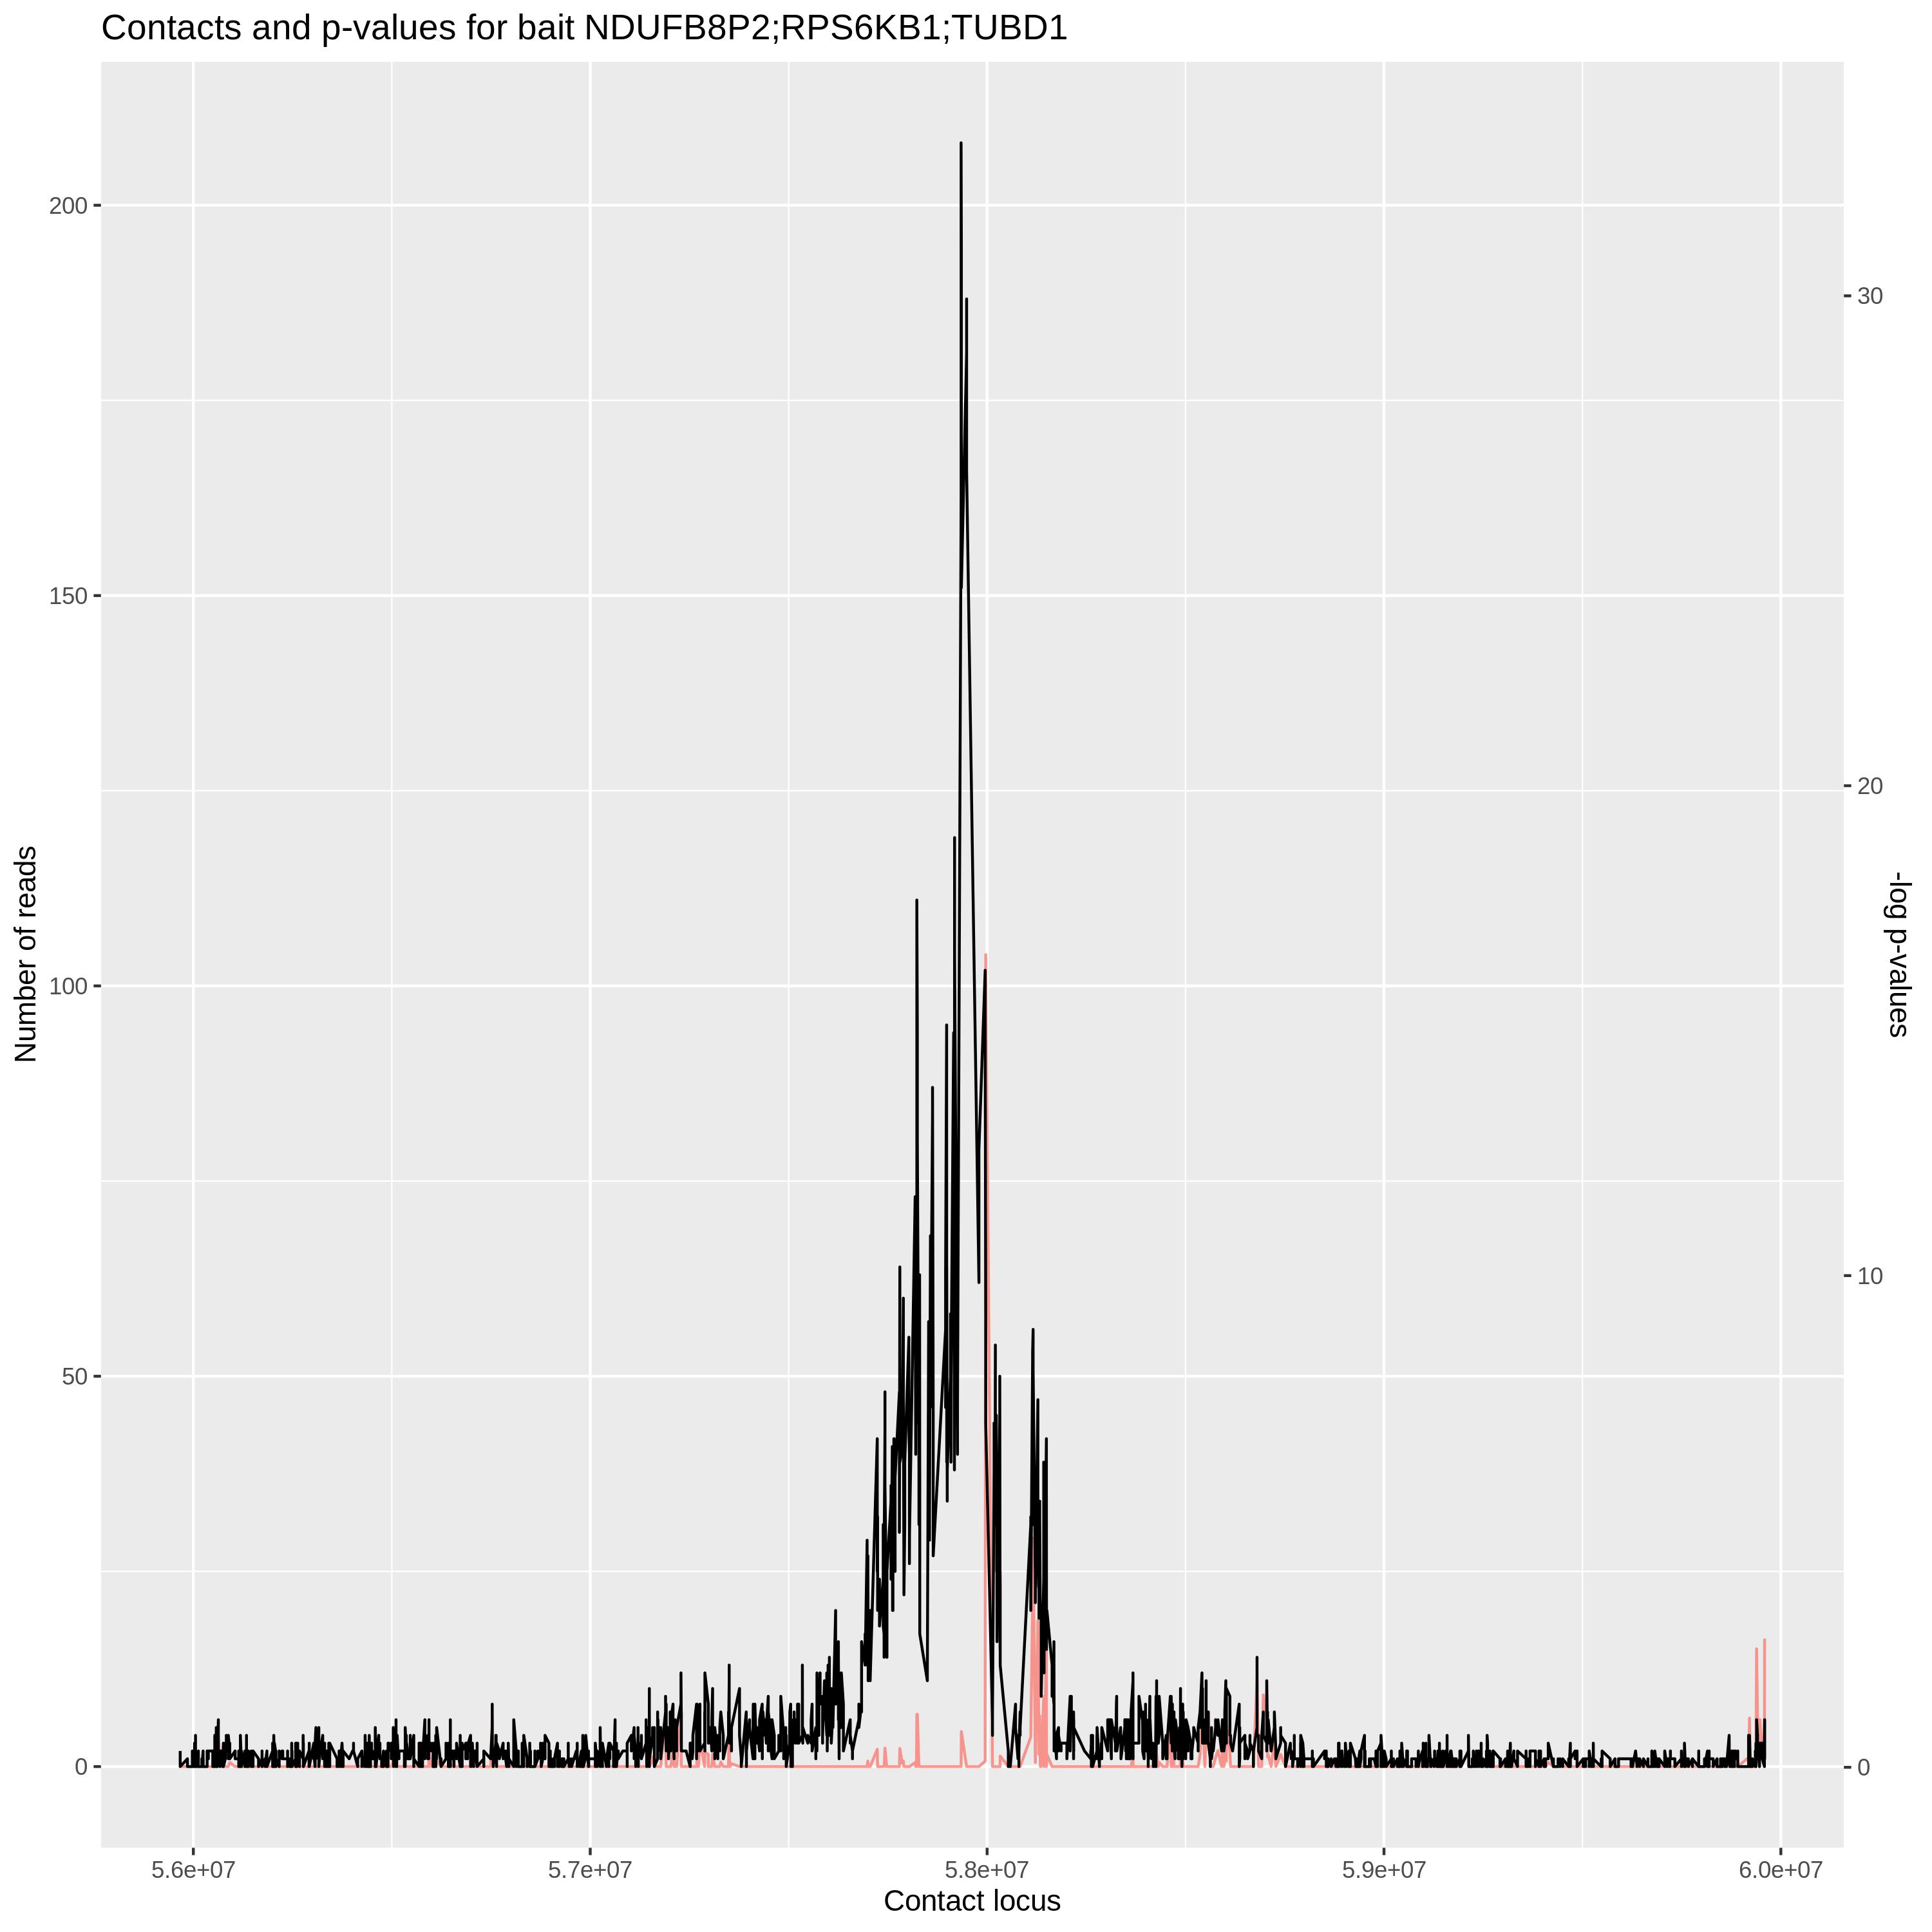 Contacts and p-values for bait NDUFB8P2;RPS6KB1;TUBD1
200
150
100
50
0
Number of reads
30
20
10
0
-log p-values
5.6e+07 5.7e+07 5.8e+07 5.9e+07 6.0e+07
Contact locus